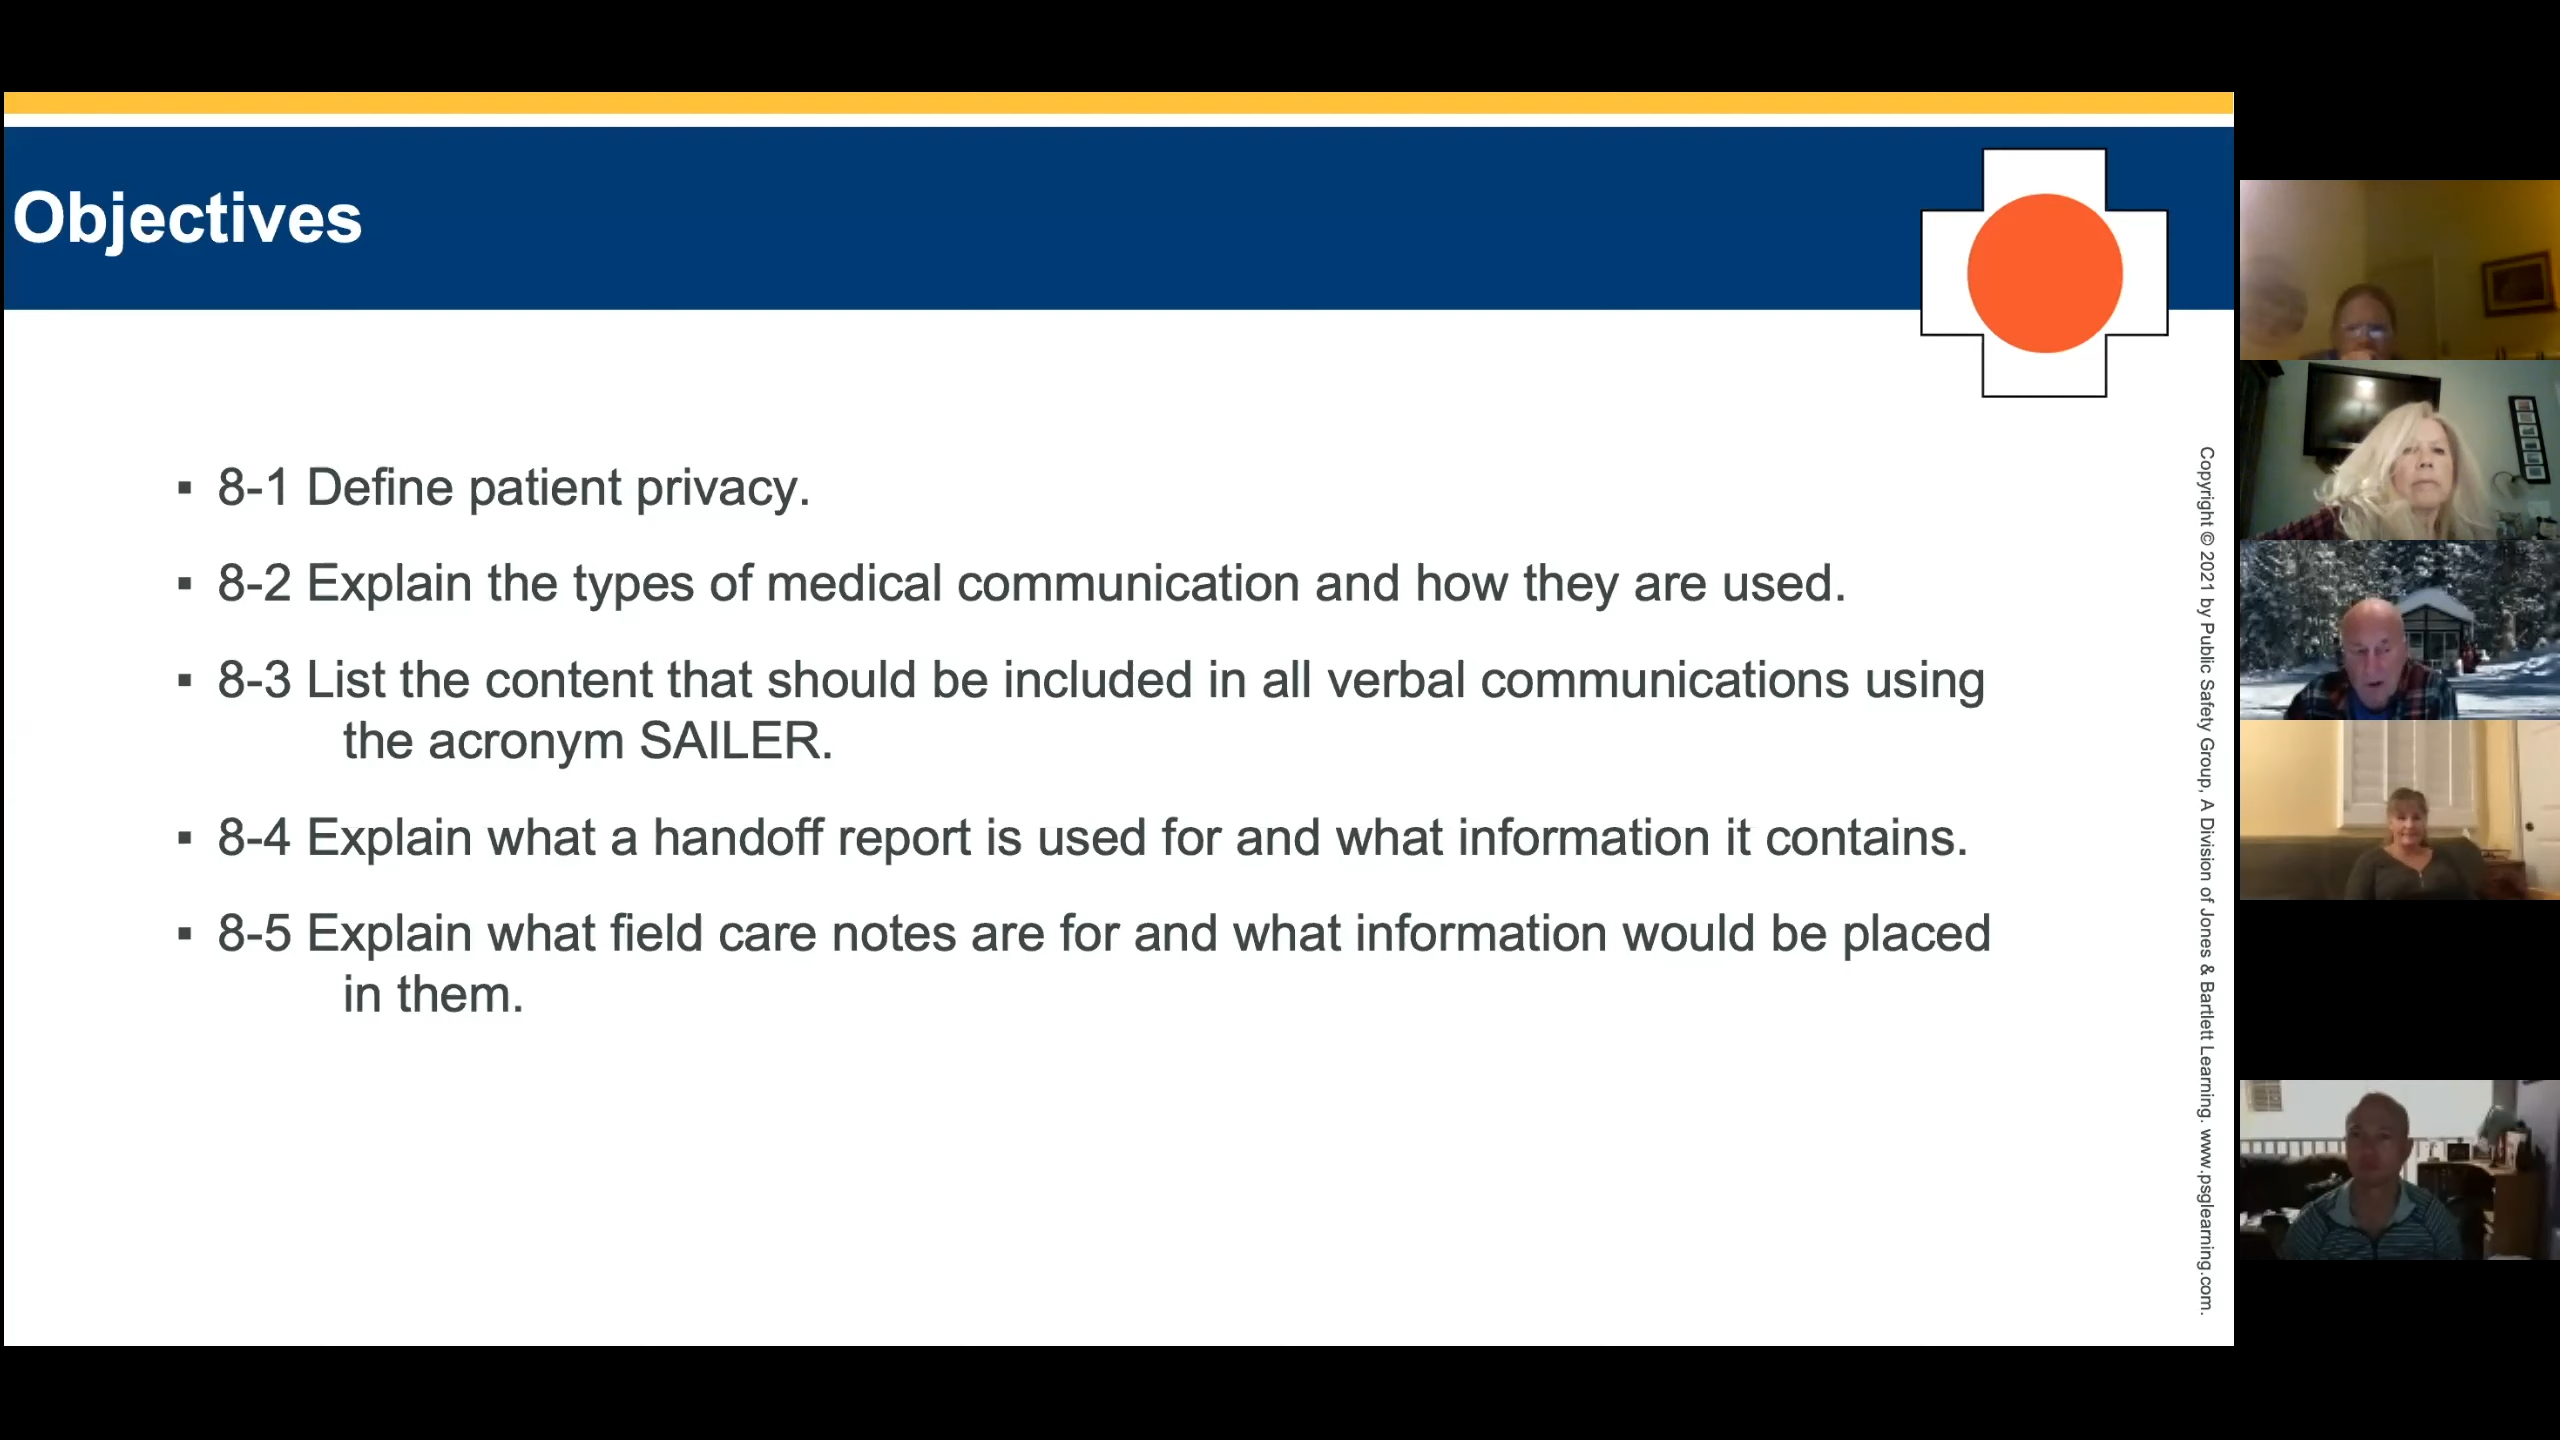 Objectives
▪ 8-1 Define patient privacy.
▪ 8-2 Explain the types of medical communication and how they are used.
▪ 8-3 List the content that should be included in all verbal communications using
the acronym SAILER.
▪ 8-4 Explain what a handoff report is used for and what information it contains.
▪ 8-5 Explain what field care notes are for and what information would be placed
in them.
Copyright © 2021 by Public Safety Group, A Division of Jones & Bartlett Learning. www.psglearning.com.